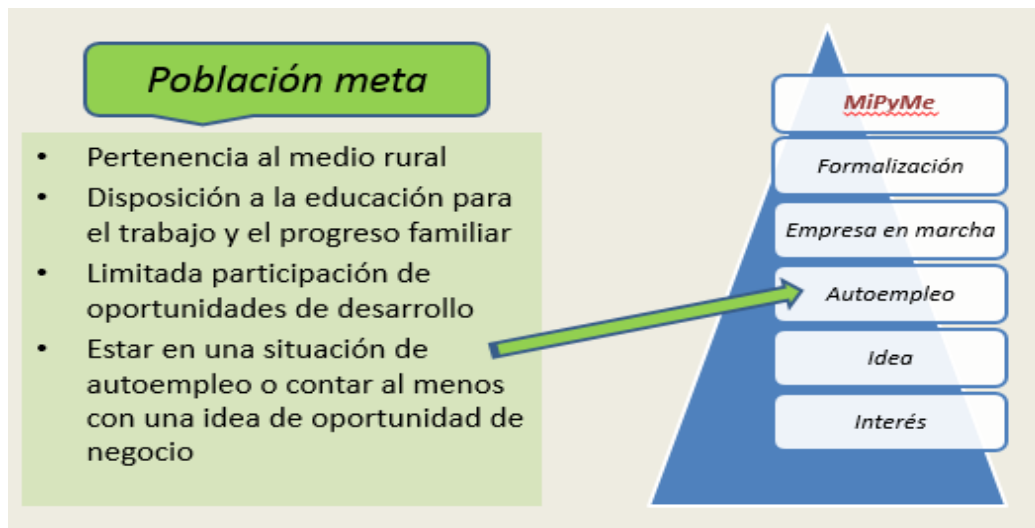 Población meta
• Pertenencia al medio rural
• Disposición a la educación para
el trabajo y el progreso familiar
• Limitada participación de
oportunidades de desarrollo
• Estar en una situación de
autoempleo o contar al menos
con una idea de oportunidad de
negocio
MiPyMe
Formalización
Empresa en marcha
Autoempleo
Idea
Interés